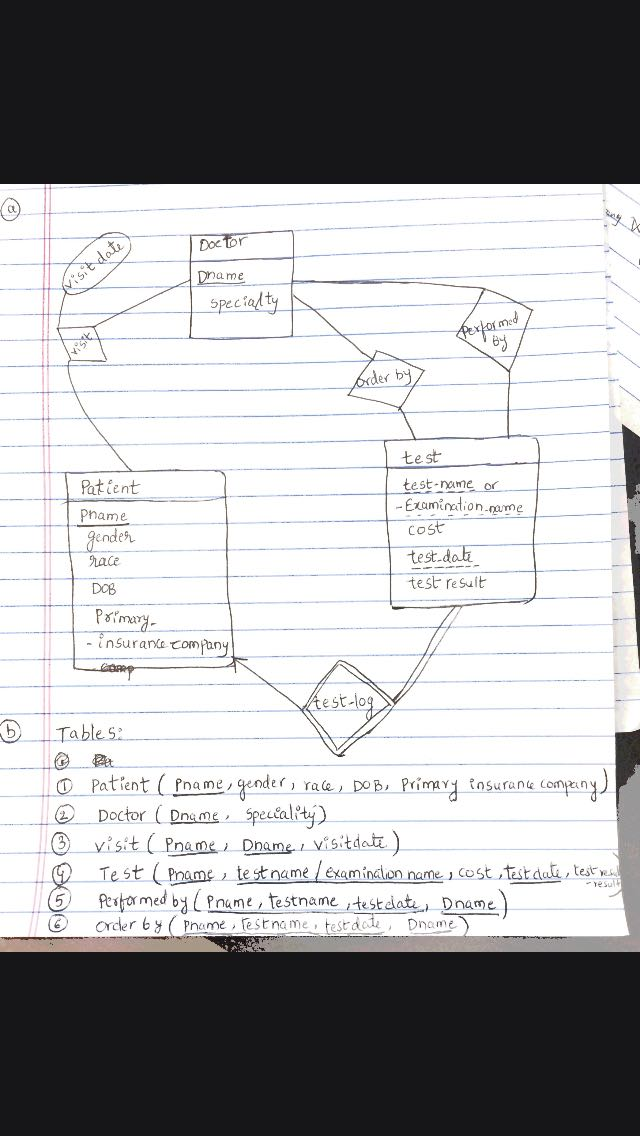 a
visit date
Doctor
Dname
specialty
visit
performed
by
order by
test
test-name or
-Examination-name
cost
test-date
test result
Patient
Pname
gender
race
DOB
Primary-
- insurance company
test-log
b Tables:
1 Patient ( Pname, gender, race, DOB, Primary insurance company)
2 Doctor ( Dname, speciality)
3 visit ( Pname, Dname, visitdate)
4 Test ( Pname, testname/examination name, cost, testdate, test resu
- result)
5 Performed by ( Pname, testname, testdate, Dname)
6 order by ( Pname, Testname, testdate, Dname)